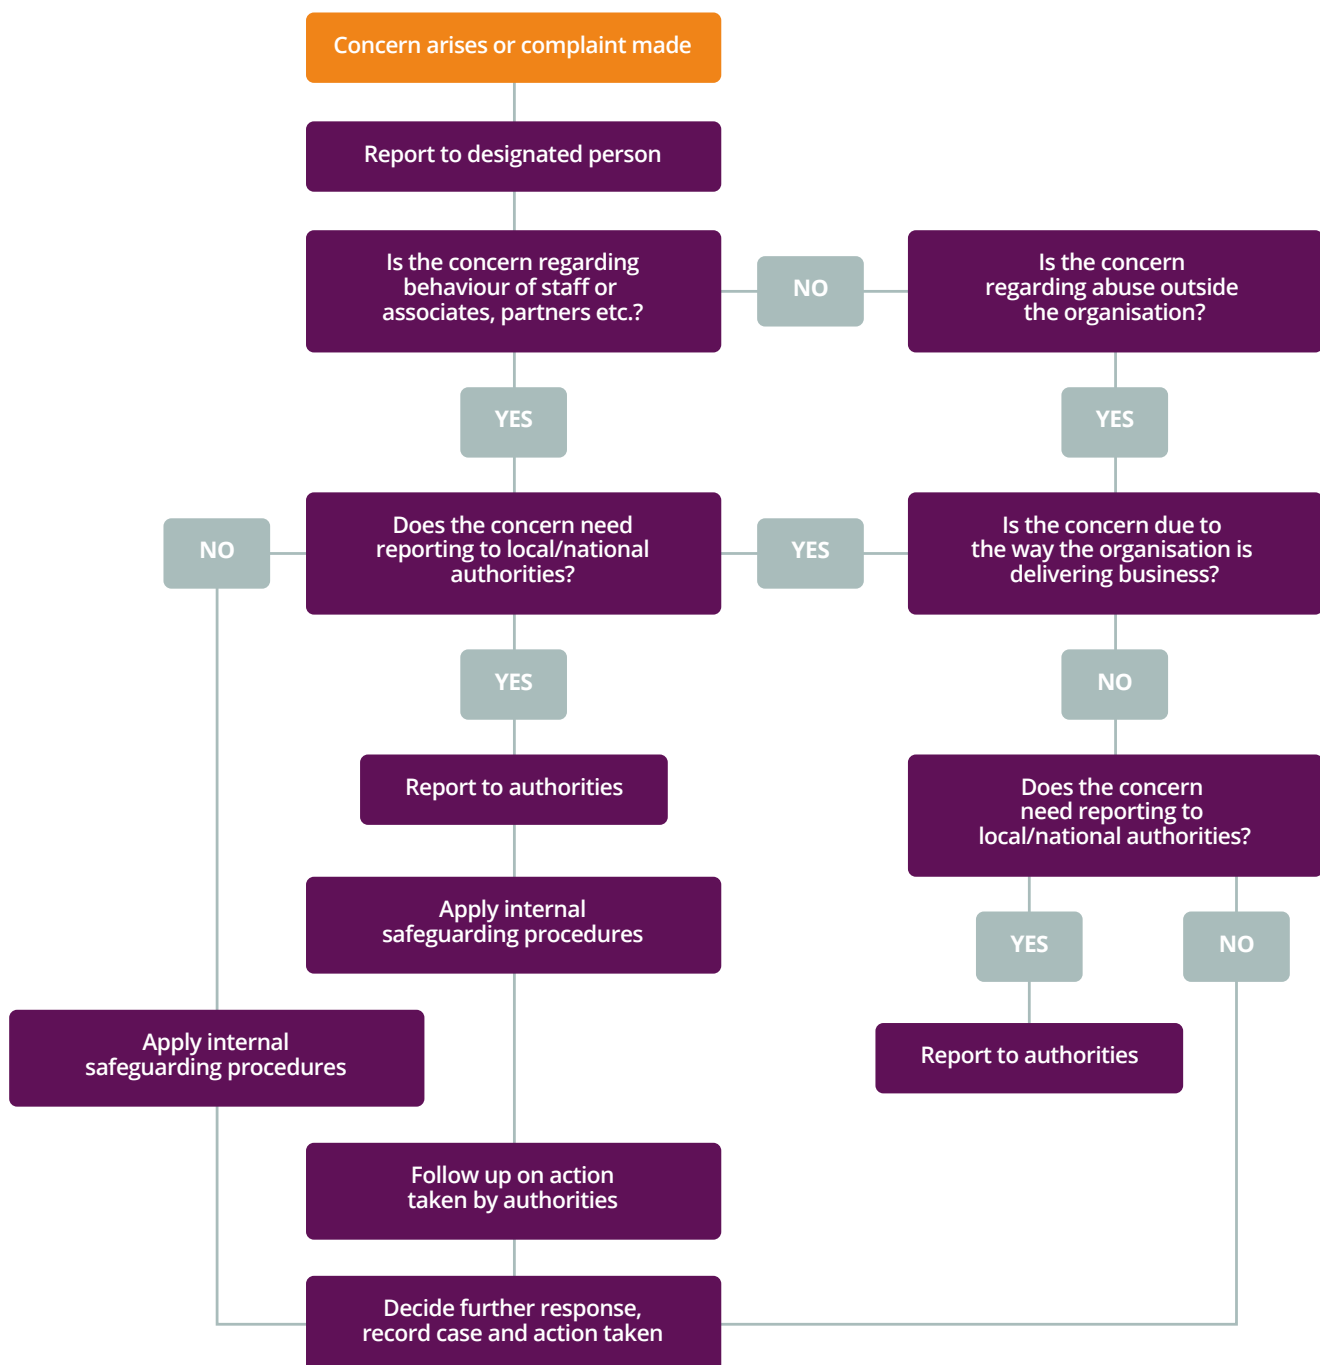 Concern arises or complaint made
Report to designated person
Is the concern regarding
behaviour of staff or
associates, partners etc.?
NO
Is the concern
regarding abuse outside
the organisation?
YES
YES
NO
Does the concern need
reporting to local/national
authorities?
YES
Is the concern due to
the way the organisation is
delivering business?
YES
NO
Report to authorities
Does the concern
need reporting to
local/national authorities?
Apply internal
safeguarding procedures
YES
NO
Apply internal
safeguarding procedures
Report to authorities
Follow up on action
taken by authorities
Decide further response,
record case and action taken